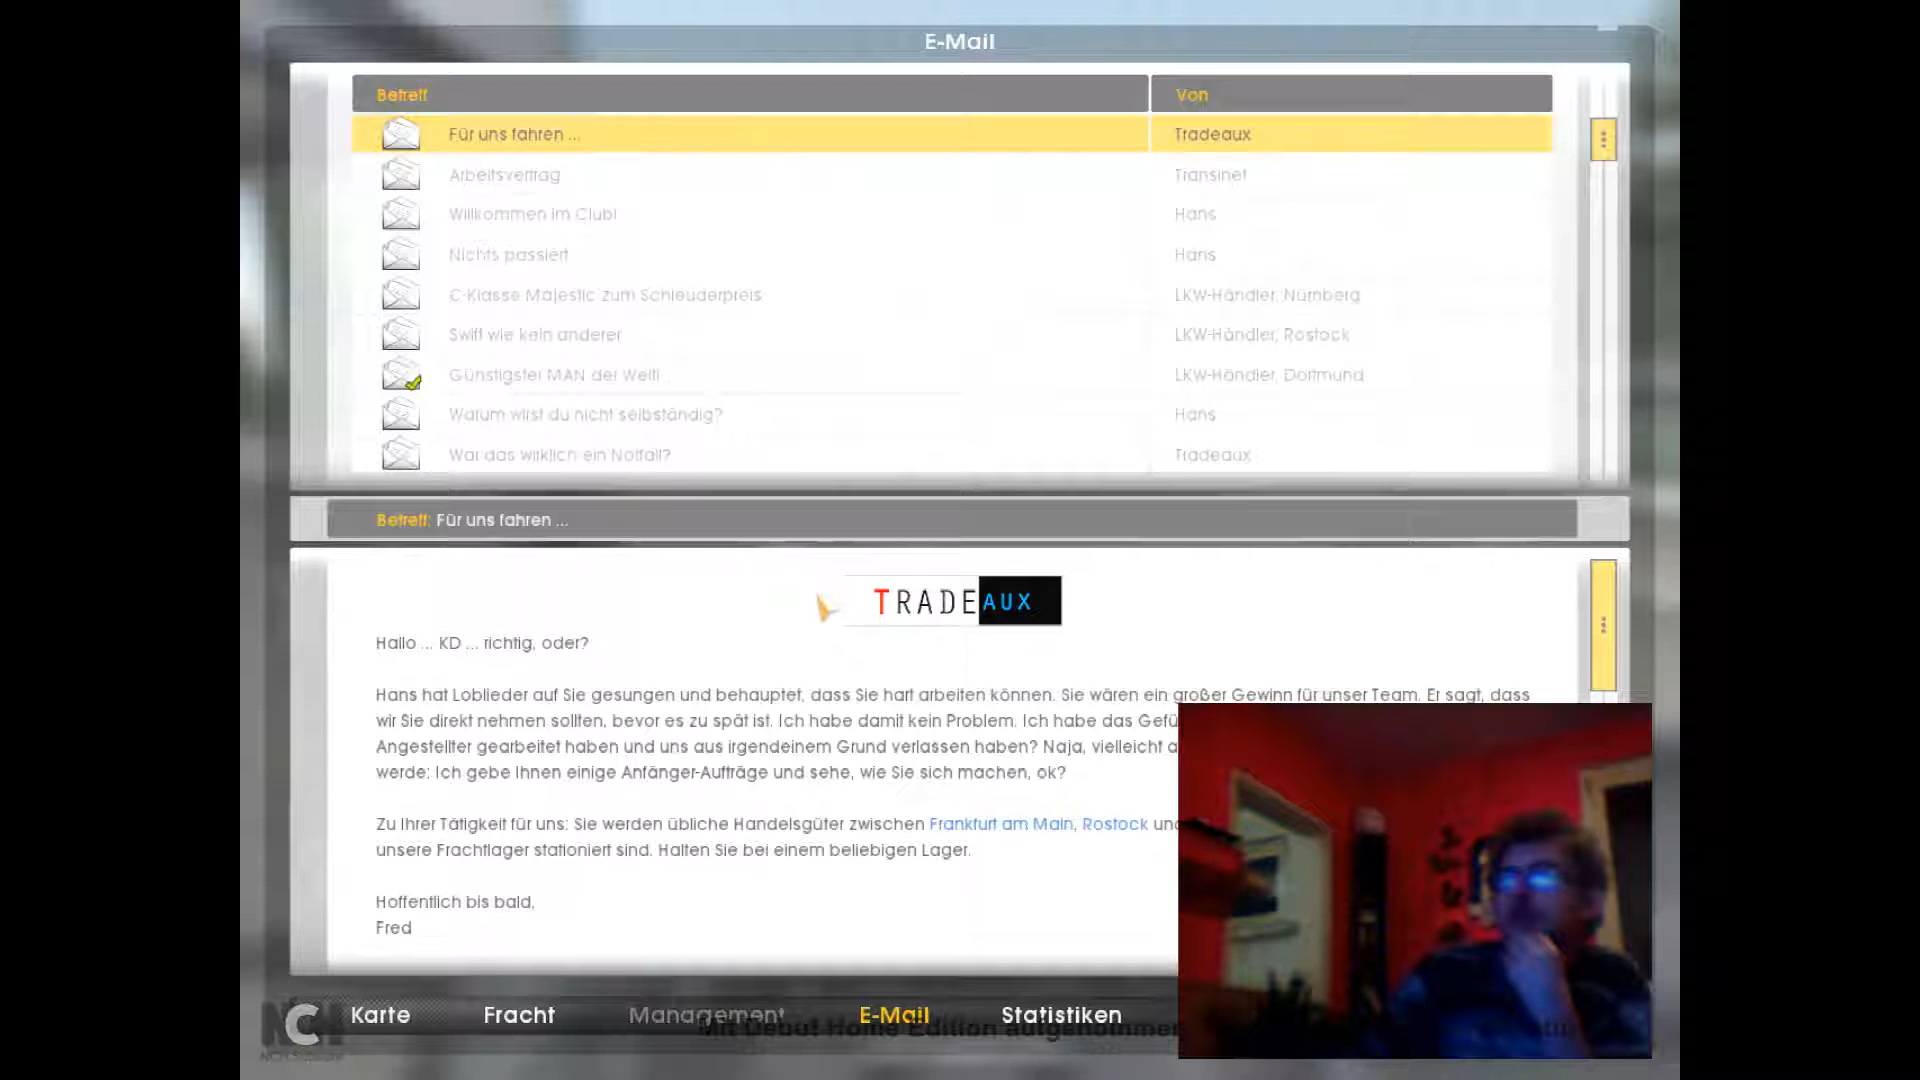 E-Mail
Betreff Von
Für uns fahren ... Tradeaux
Arbeitsvertrag Transinet
Willkommen im Club! Hans
Nichts passiert Hans
C-Klasse Majestic zum Schleuderpreis LKW-Händler, Nürnberg
Swift wie kein anderer LKW-Händler, Rostock
Günstigster MAN der Welt! LKW-Händler, Dortmund
Warum wirst du nicht selbständig? Hans
War das wirklich ein Notfall? Tradeaux
Betreff: Für uns fahren ...
TRADEAUX
Hallo ... KD ... richtig, oder?
Hans hat Loblieder auf Sie gesungen und behauptet, dass Sie hart arbeiten können. Sie wären ein großer Gewinn für unser Team. Er sagt, dass
wir Sie direkt nehmen sollten, bevor es zu spät ist. Ich habe damit kein Problem. Ich habe das Gefü
Angestellter gearbeitet haben und uns aus irgendeinem Grund verlassen haben? Naja, vielleicht a
werde: Ich gebe Ihnen einige Anfänger-Aufträge und sehe, wie Sie sich machen, ok?
Zu Ihrer Tätigkeit für uns: Sie werden übliche Handelsgüter zwischen Frankfurt am Main, Rostock und
unsere Frachtlager stationiert sind. Halten Sie bei einem beliebigen Lager.
Hoffentlich bis bald,
Fred
Karte Fracht Management E-Mail Statistiken
Mit Debut Home Edition aufgenommen
NCH